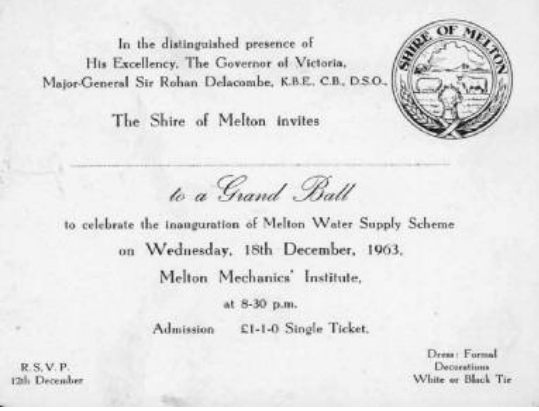 In the distinguished presence of
His Excellency, The Governor of Victoria,
Major-General Sir Rohan Delacombe, K.B.E., C.B., D.S.O.,
SHIRE OF MELTON
The Shire of Melton invites
to a Grand Ball
to celebrate the inauguration of Melton Water Supply Scheme
on Wednesday, 18th December, 1963,
Melton Mechanics' Institute,
at 8-30 p.m.
Admission £1-1-0 Single Ticket.
R.S.V.P.
12th December
Dress: Formal
Decorations
White or Black Tie